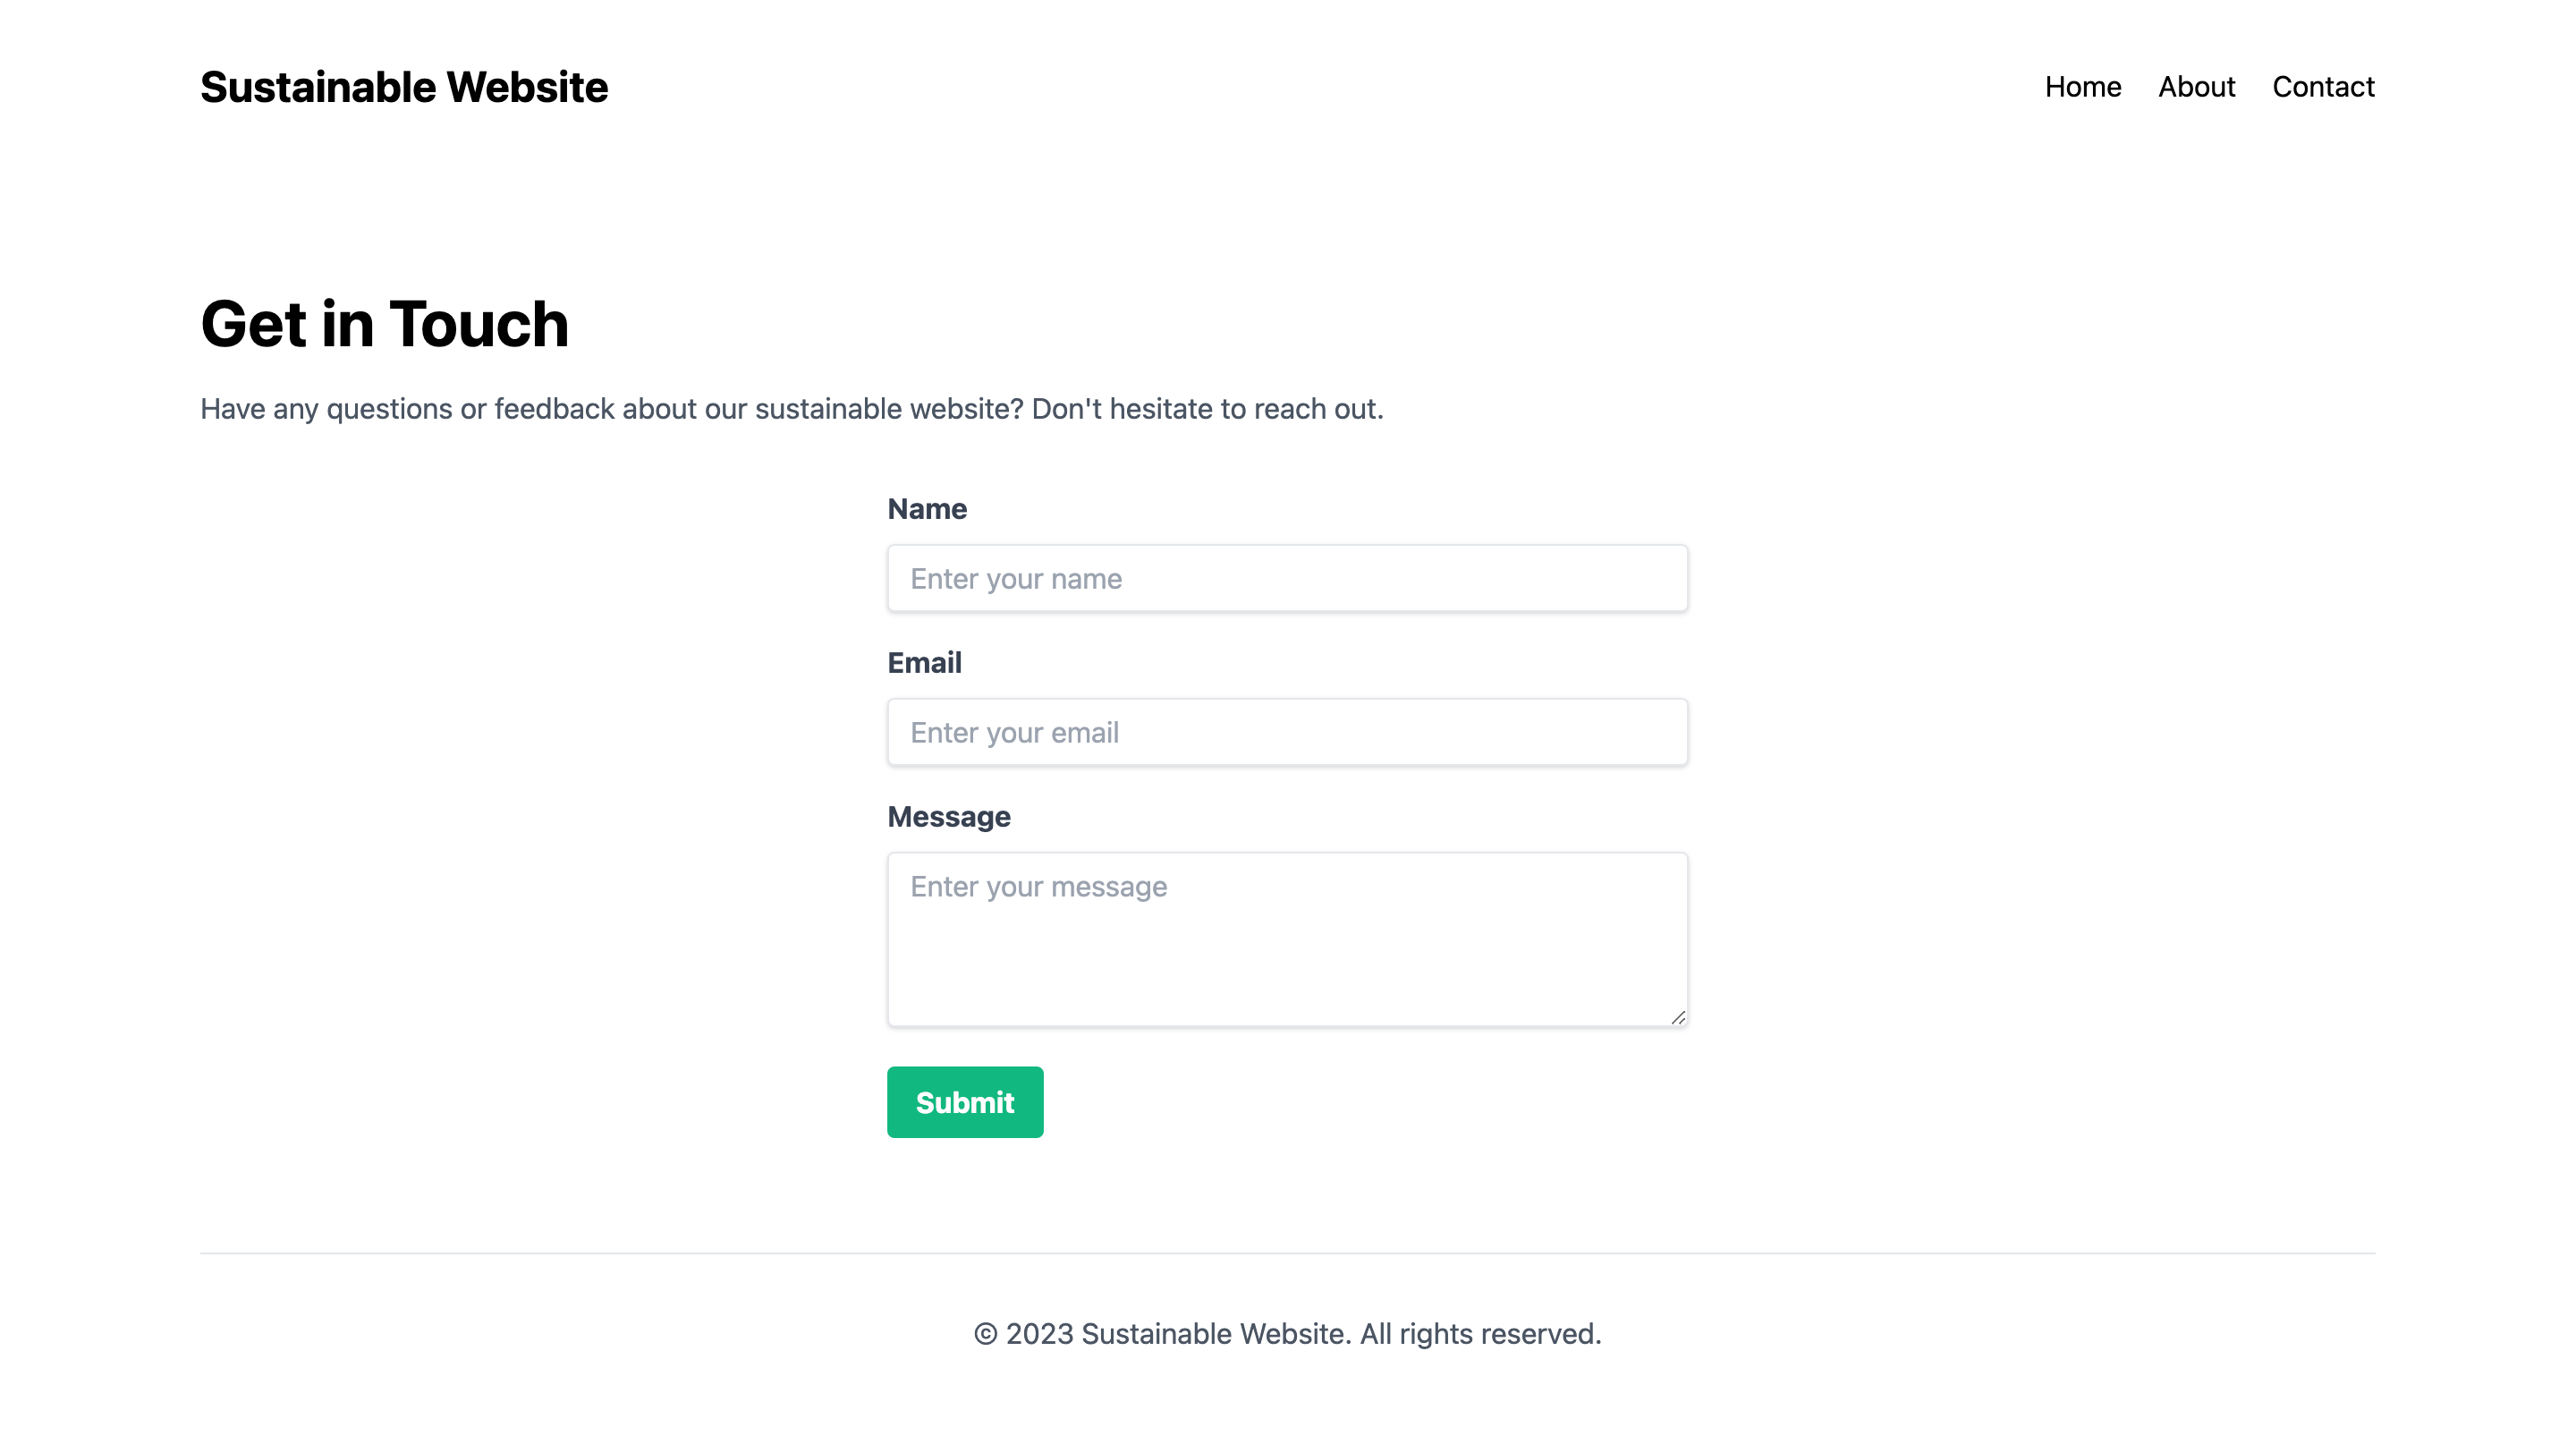 Sustainable Website
Home About Contact
Get in Touch
Have any questions or feedback about our sustainable website? Don't hesitate to reach out.
Name
Enter your name
Email
Enter your email
Message
Enter your message
Submit
© 2023 Sustainable Website. All rights reserved.